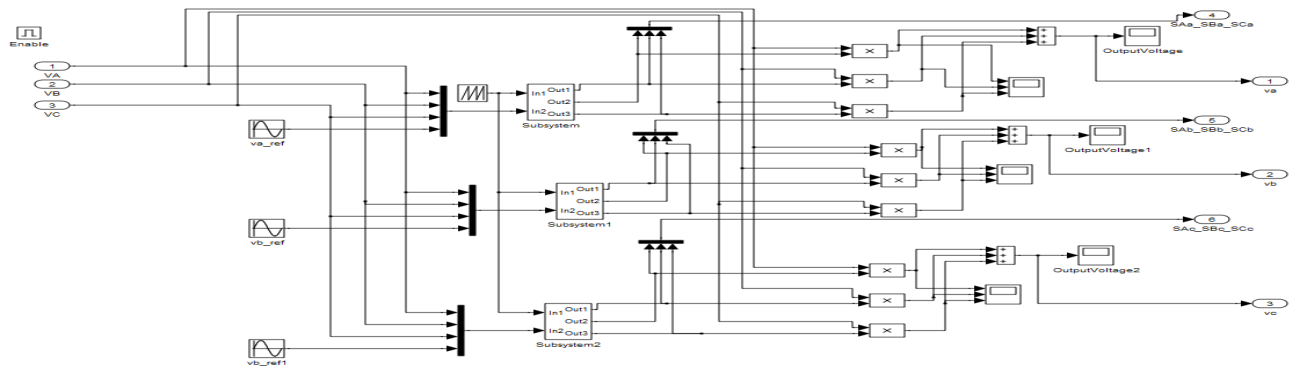 Enable
1
VA
2
VB
3
VC
va_ref
In1
In2
Out1
Out2
Out3
Subsystem
×
×
×
+
+
+
OutputVoltage
4
SAa_SBa_SCa
1
va
vb_ref
In1
In2
Out1
Out2
Out3
Subsystem1
×
×
×
+
+
+
OutputVoltage1
5
SAb_SBb_SCb
2
vb
vb_ref1
In1
In2
Out1
Out2
Out3
Subsystem2
×
×
×
+
+
+
OutputVoltage2
6
SAc_SBc_SCc
3
vc